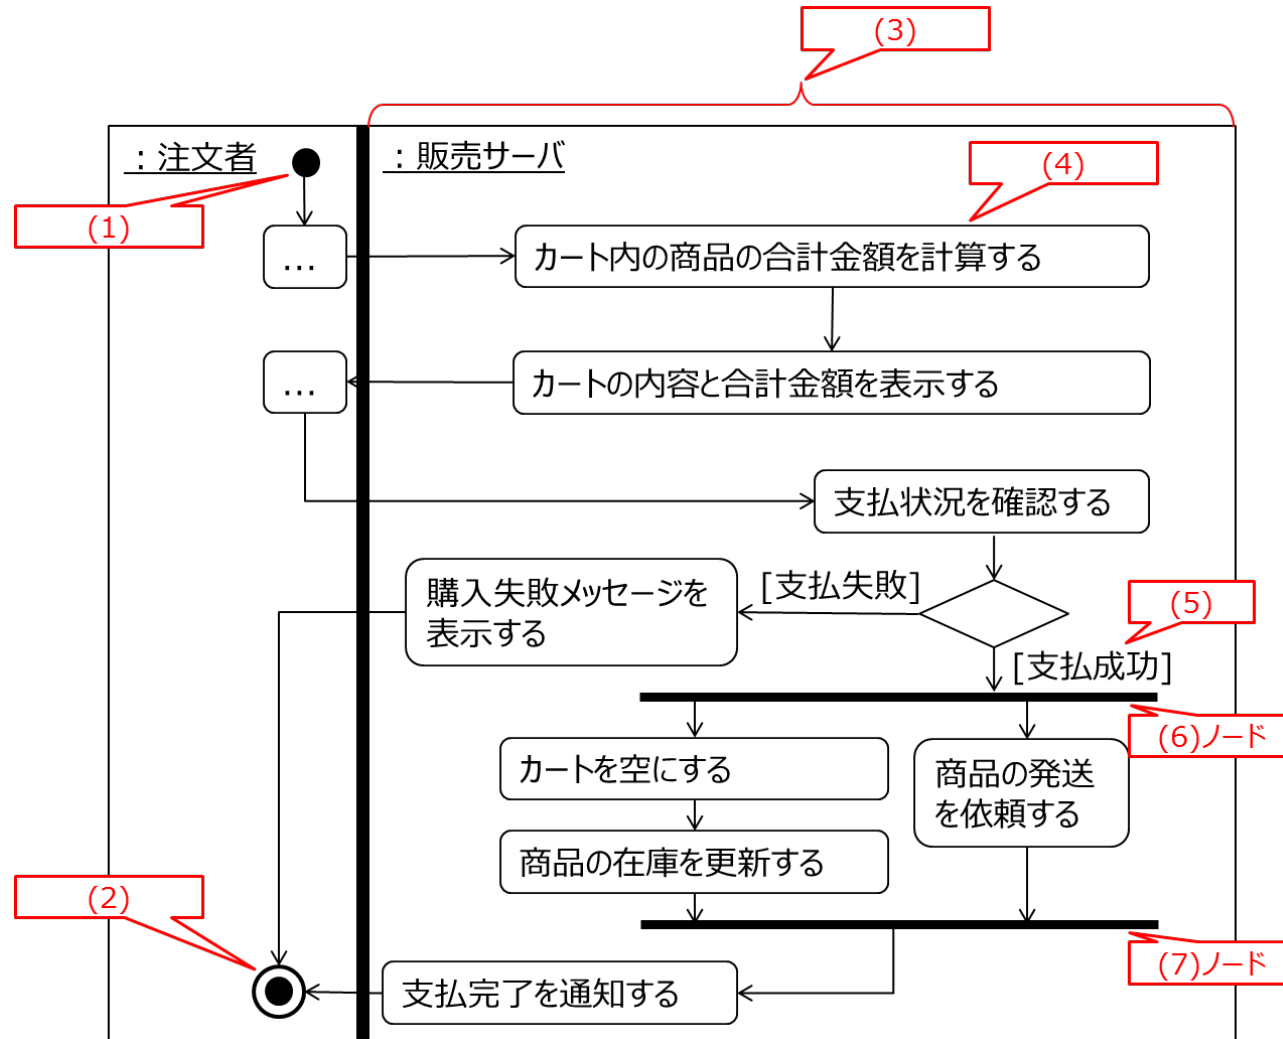 (3)
：注文者
：販売サーバ
(4)
(1)
…
カート内の商品の合計金額を計算する
…
カートの内容と合計金額を表示する
支払状況を確認する
購入失敗メッセージを
表示する
[支払失敗]
(5)
[支払成功]
(6)ノード
カートを空にする
商品の発送
を依頼する
商品の在庫を更新する
(2)
(7)ノード
支払完了を通知する